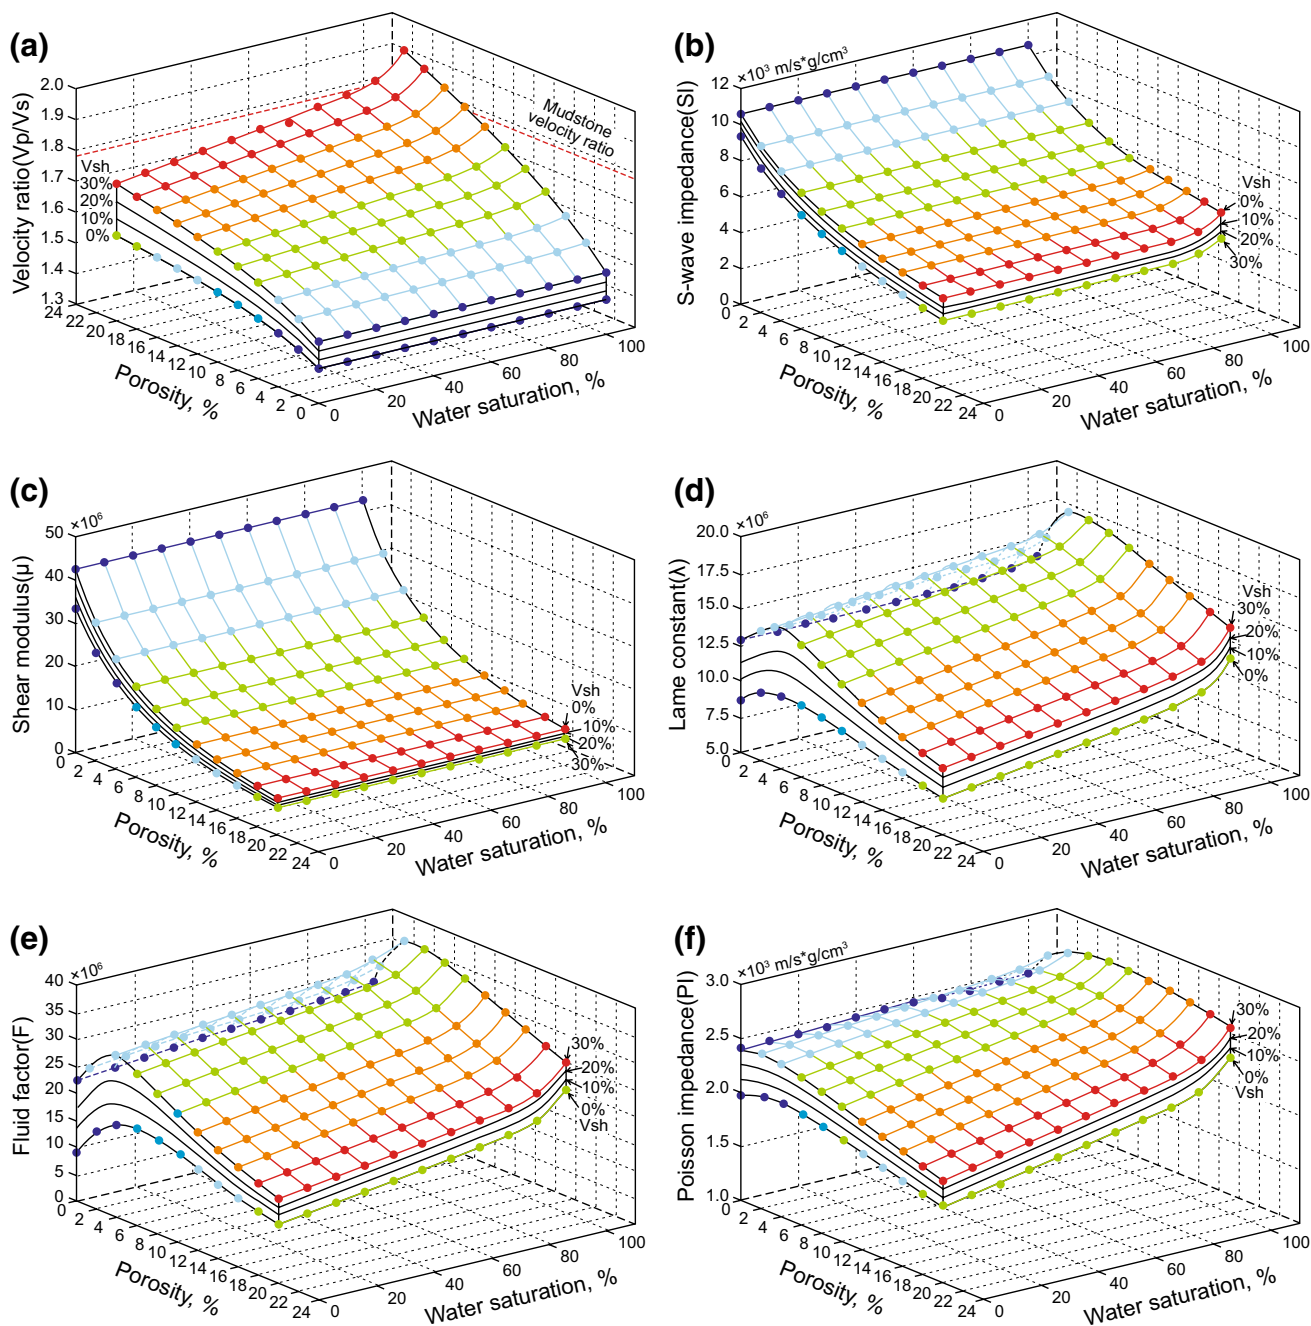 (a)
2.0
1.9
1.8
1.7
1.6
1.5
1.4
1.3
Velocity ratio(Vp/Vs)
Mudstone
velocity ratio
Vsh
30%
20%
10%
0%
22 20 18 16 14 12 10 8 6 4 2 0
Porosity, %
0 20 40 60 80 100
Water saturation, %
(b)
×10³ m/s*g/cm³
12
10
8
6
4
2
0
S-wave impedance(SI)
Vsh
0%
10%
20%
30%
0 2 4 6 8 10 12 14 16 18 20 22 24
Porosity, %
0 20 40 60 80 100
Water saturation, %
(c)
×10⁶
50
40
30
20
10
0
Shear modulus(μ)
Vsh
0%
10%
20%
30%
2 4 6 8 10 12 14 16 18 20 22 24
Porosity, %
0 20 40 60 80 100
Water saturation, %
(d)
×10⁶
20.0
17.5
15.0
12.5
10.0
7.5
5.0
Lame constant(λ)
Vsh
30%
20%
10%
0%
0 2 4 6 8 10 12 14 16 18 20 22 24
Porosity, %
0 20 40 60 80 100
Water saturation, %
(e)
×10⁶
40
35
30
25
20
15
10
5
0
Fluid factor(F)
30%
20%
10%
0%
Vsh
0 2 4 6 8 10 12 14 16 18 20 22 24
Porosity, %
0 20 40 60 80 100
Water saturation, %
(f)
×10³ m/s*g/cm³
3.0
2.5
2.0
1.5
1.0
Poisson impedance(PI)
30%
20%
10%
0%
Vsh
0 2 4 6 8 10 12 14 16 18 20 22 24
Porosity, %
0 20 40 60 80 100
Water saturation, %